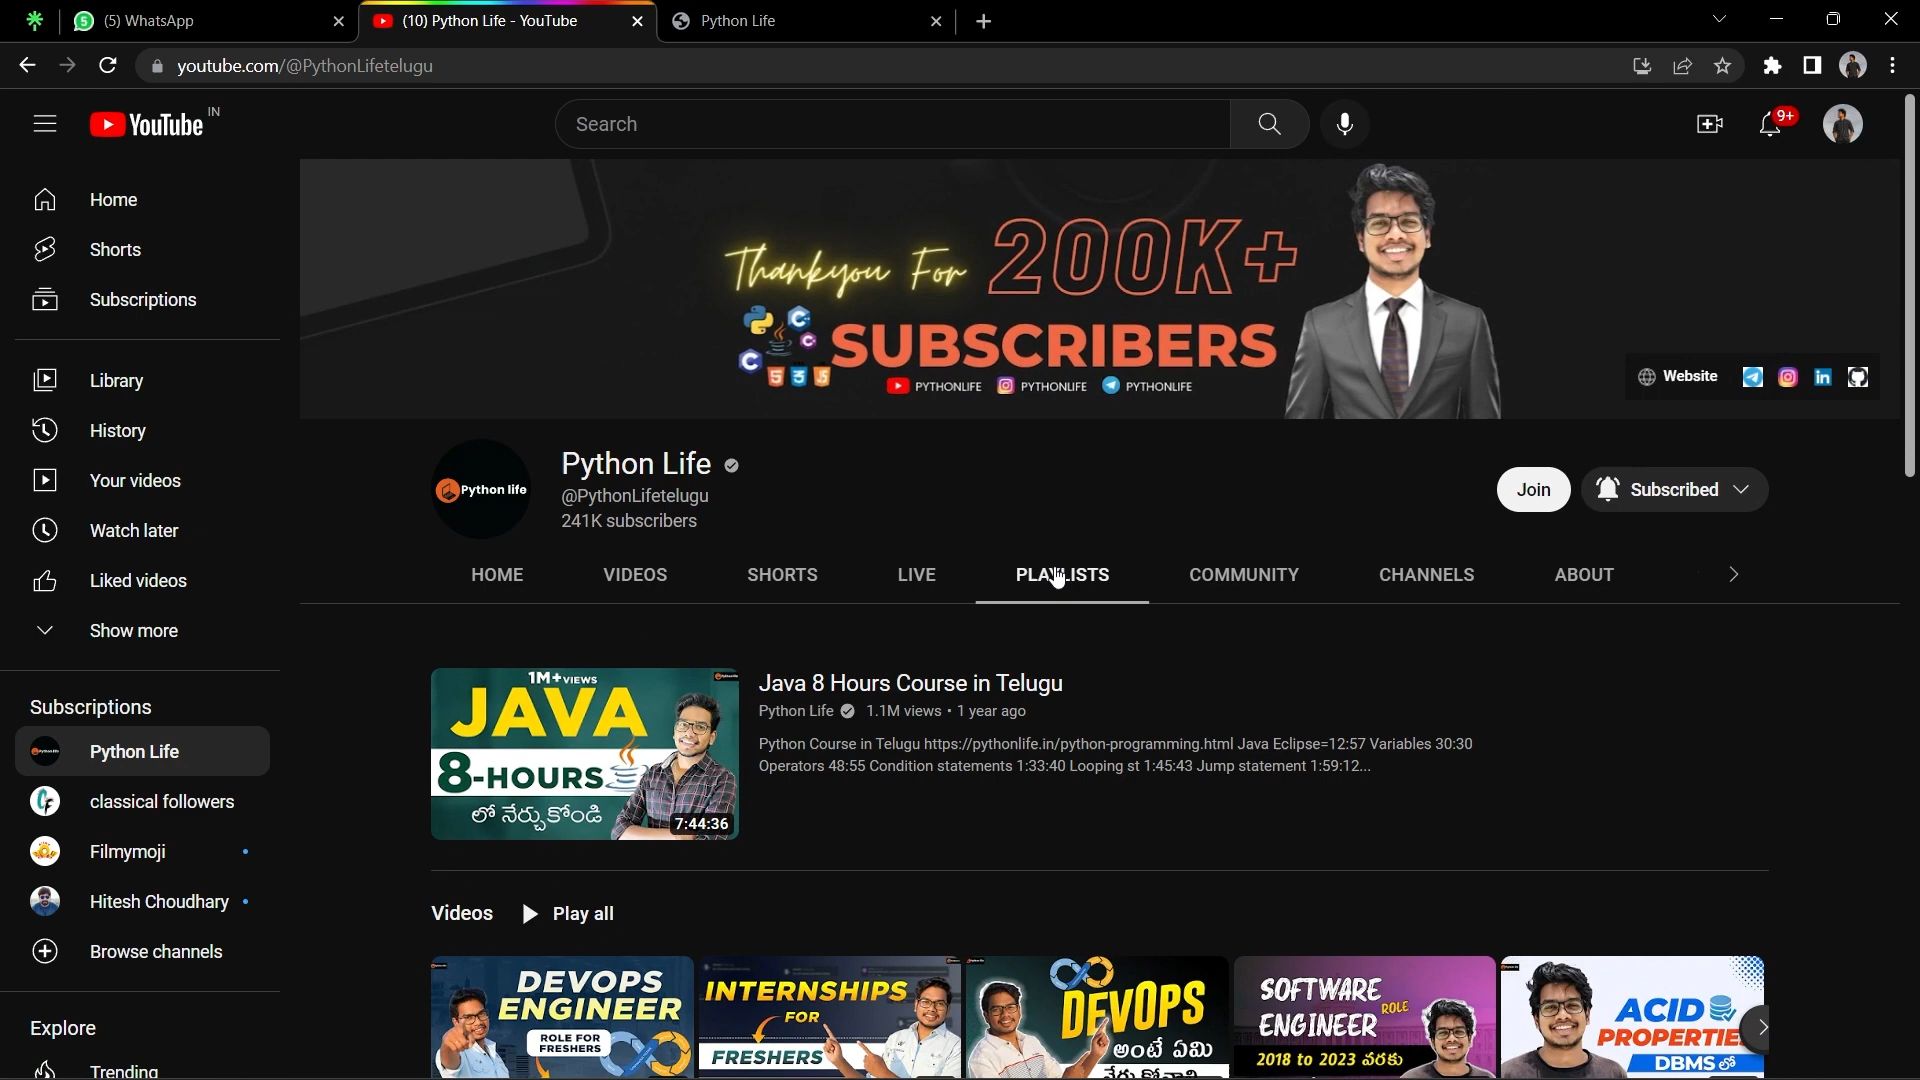 (5) WhatsApp
(10) Python Life - YouTube
Python Life
youtube.com/@PythonLifetelugu
YouTube IN
Search
9+
Home
Shorts
Subscriptions
Library
History
Your videos
Watch later
Liked videos
Show more
Subscriptions
Python Life
classical followers
Filmymoji
Hitesh Choudhary
Browse channels
Explore
Trending
Thankyou For 200K+
SUBSCRIBERS
PYTHONLIFE PYTHONLIFE PYTHONLIFE
Website
Python life
Python Life
@PythonLifetelugu
241K subscribers
Join
Subscribed
HOME VIDEOS SHORTS LIVE PLAYLISTS COMMUNITY CHANNELS ABOUT
1M+VIEWS
JAVA
8-HOURS
లో నేర్చుకోండి
7:44:36
Java 8 Hours Course in Telugu
Python Life 1.1M views • 1 year ago
Python Course in Telugu https://pythonlife.in/python-programming.html Java Eclipse=12:57 Variables 30:30
Operators 48:55 Condition statements 1:33:40 Looping st 1:45:43 Jump statement 1:59:12...
Videos Play all
DEVOPS
ENGINEER
ROLE FOR
FRESHERS
INTERNSHIPS
FOR
FRESHERS
DEVOPS
అంటే ఏమి
SOFTWARE
ENGINEER ROLE
2018 to 2023 వరకు
ACID
PROPERTIE
DBMS లో